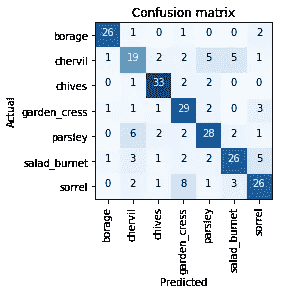 Confusion matrix
borage 26 1 0 1 0 0 2
chervil 1 19 2 2 5 5 1
chives 0 1 33 2 2 0 0
garden_cress 1 1 1 29 2 0 3
parsley 0 6 2 2 28 2 1
salad_burnet 1 3 1 2 2 26 5
sorrel 0 2 1 8 1 3 26
Actual
borage chervil chives garden_cress parsley salad_burnet sorrel
Predicted